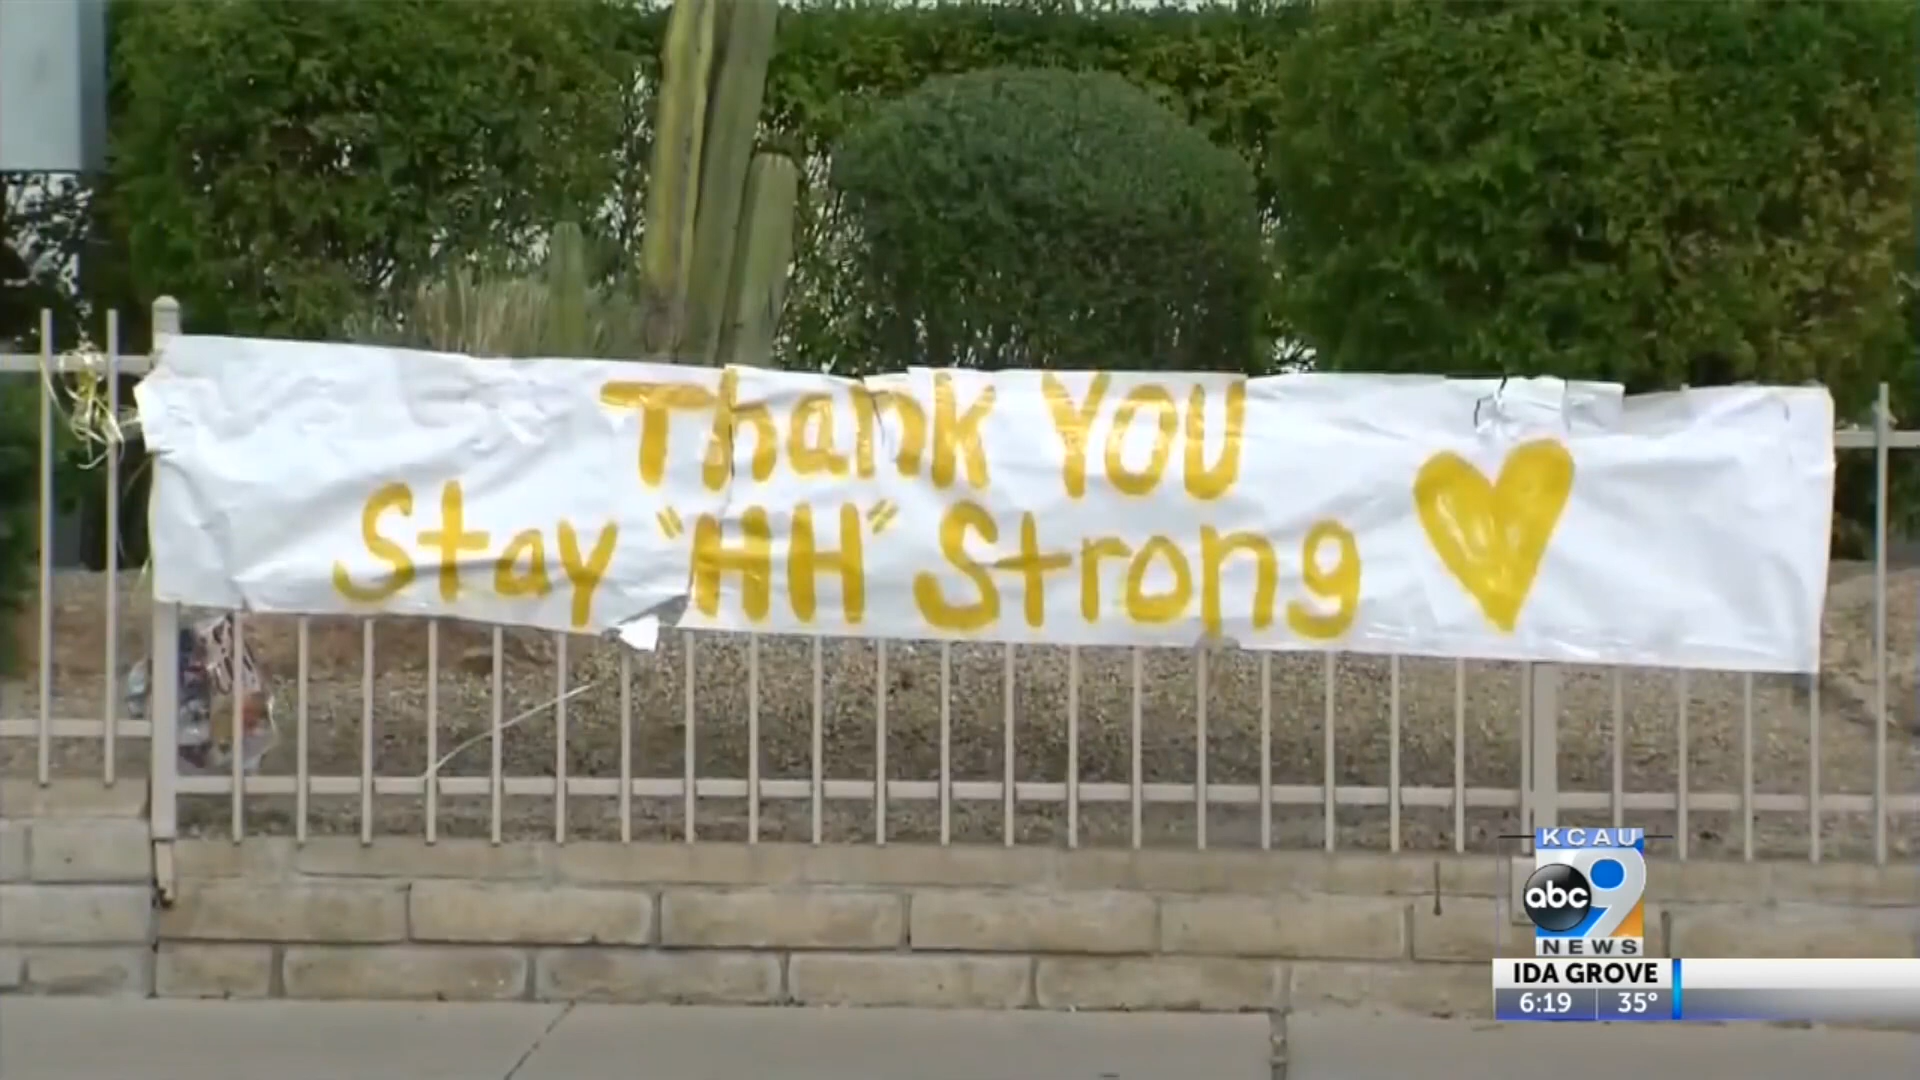 Thank YOU
Stay "HH" Strong
KCAU
abc 9
NEWS
IDA GROVE
6:19 35°